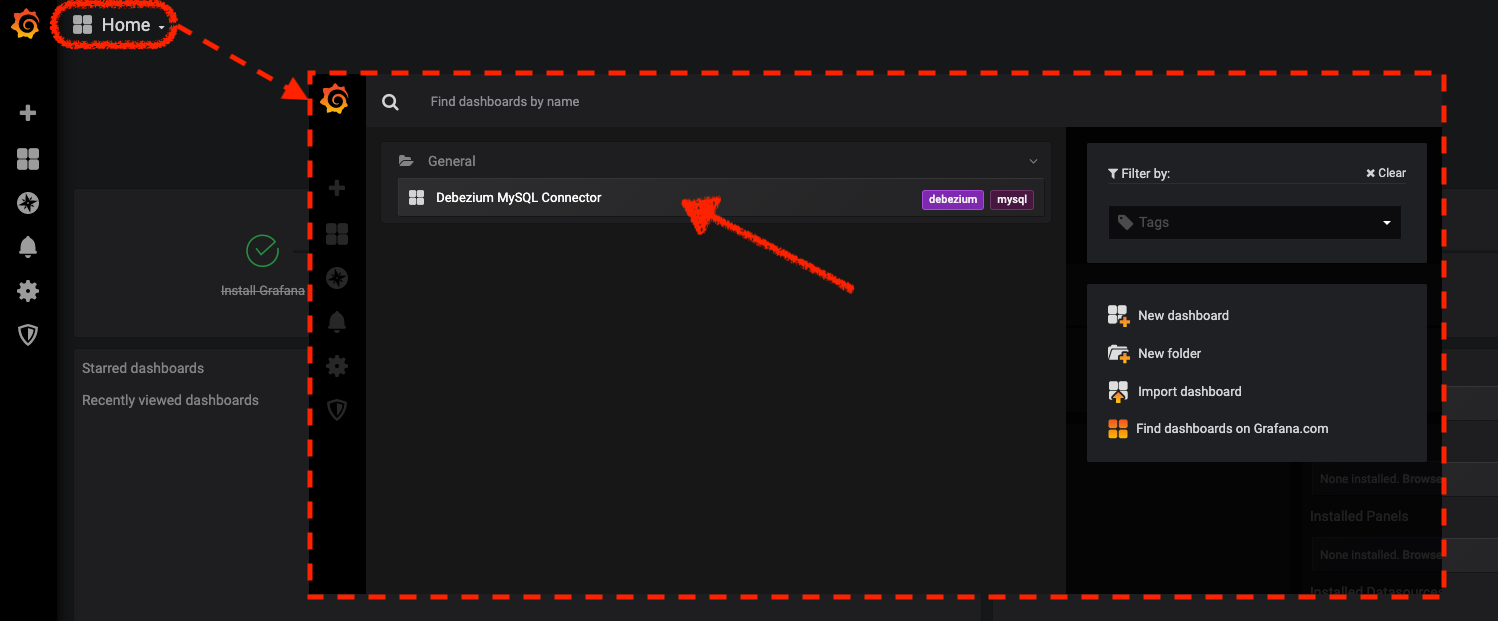 Home
Find dashboards by name
General
Debezium MySQL Connector
debezium
mysql
Filter by:
Clear
Tags
New dashboard
New folder
Import dashboard
Find dashboards on Grafana.com
Install Grafana
Starred dashboards
Recently viewed dashboards
None installed. Browse
Installed Panels
None installed. Browse
Installed Datasources